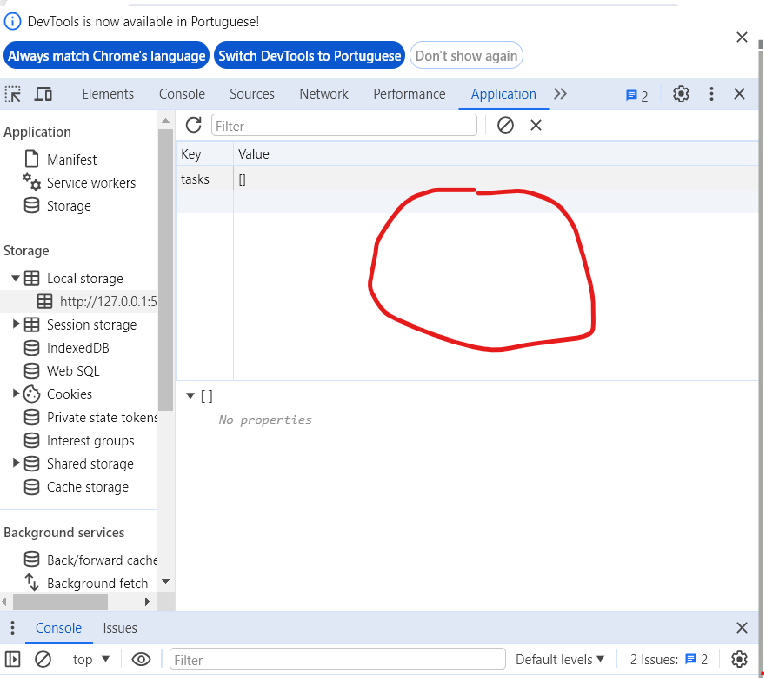 DevTools is now available in Portuguese!
Always match Chrome's language Switch DevTools to Portuguese Don't show again
Elements Console Sources Network Performance Application 2
Application
Manifest
Service workers
Storage
Storage
Local storage
http://127.0.0.1:5
Session storage
IndexedDB
Web SQL
Cookies
Private state tokens
Interest groups
Shared storage
Cache storage
Background services
Back/forward cache
Background fetch
Filter
Key Value
tasks []
[]
No properties
Console Issues
top Filter Default levels 2 Issues: 2